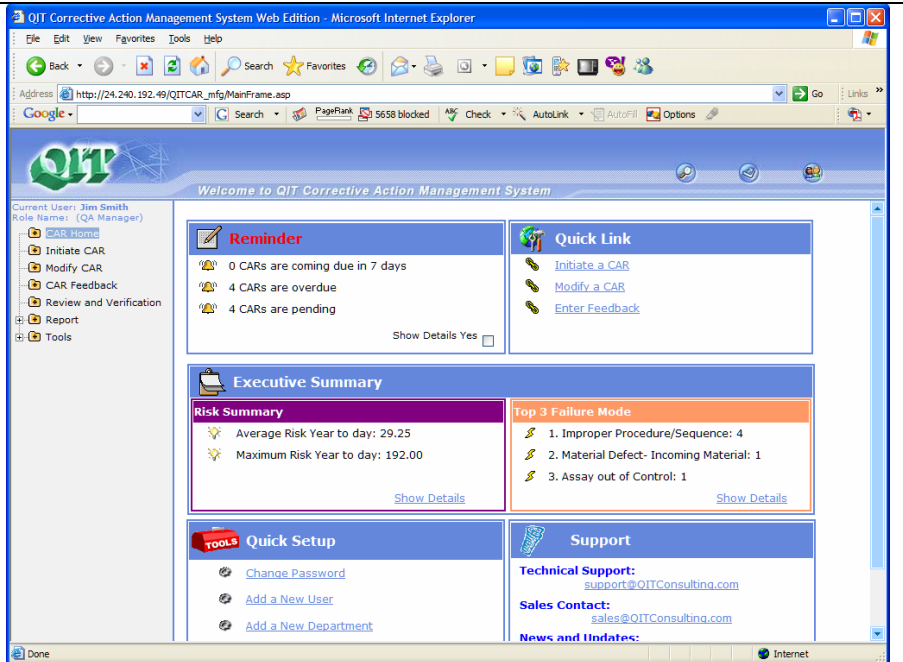 QIT Corrective Action Management System Web Edition - Microsoft Internet Explorer
File Edit View Favorites Tools Help
Back Search Favorites
Address http://24.240.192.49/QITCAR_mfg/MainFrame.asp Go Links »
Google Search PageRank 5658 blocked ABC Check AutoLink AutoFill Options
QIT
Welcome to QIT Corrective Action Management System
Current User: Jim Smith
Role Name: (QA Manager)
CAR Home
Initiate CAR
Modify CAR
CAR Feedback
Review and Verification
Report
Tools
Reminder
0 CARs are coming due in 7 days
4 CARs are overdue
4 CARs are pending
Show Details Yes
Quick Link
Initiate a CAR
Modify a CAR
Enter Feedback
Executive Summary
Risk Summary
Average Risk Year to day: 29.25
Maximum Risk Year to day: 192.00
Show Details
Top 3 Failure Mode
1. Improper Procedure/Sequence: 4
2. Material Defect- Incoming Material: 1
3. Assay out of Control: 1
Show Details
TOOLS Quick Setup
Change Password
Add a New User
Add a New Department
Support
Technical Support:
support@QITConsulting.com
Sales Contact:
sales@QITConsulting.com
News and Updates:
Done Internet